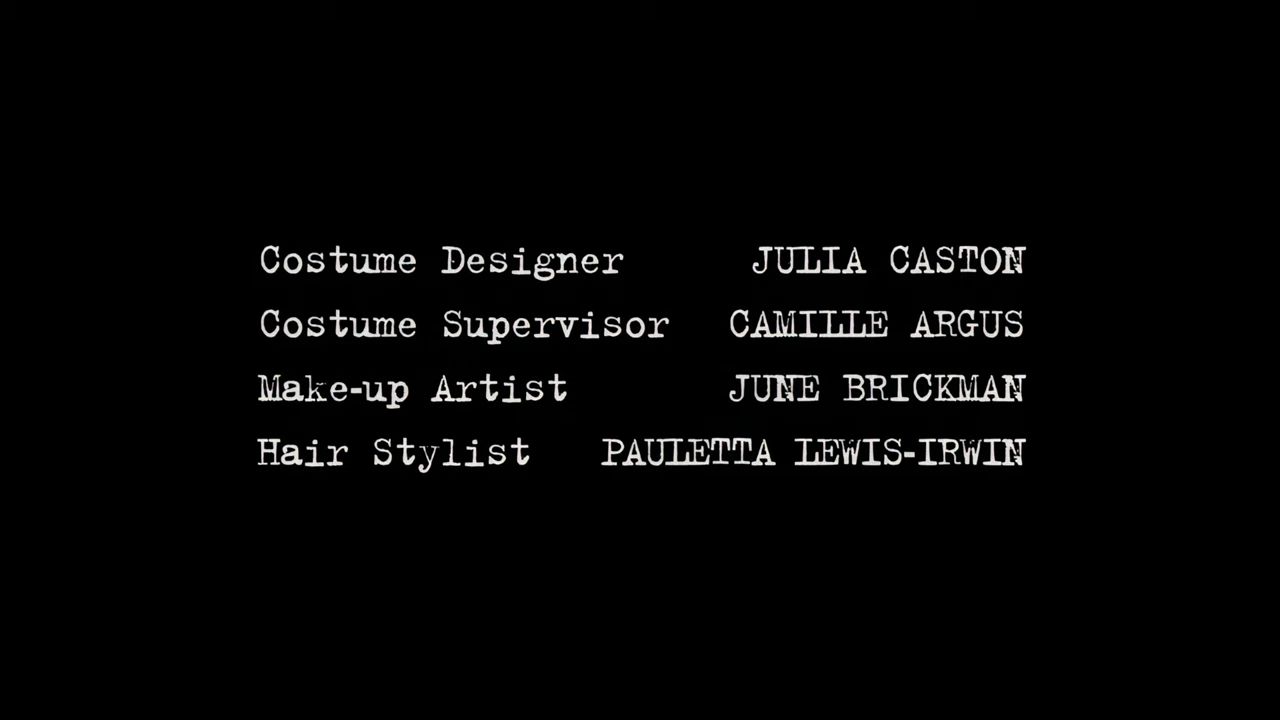 Costume Designer JULIA CASTON
Costume Supervisor CAMILLE ARGUS
Make-up Artist JUNE BRICKMAN
Hair Stylist PAULETTA LEWIS-IRWIN